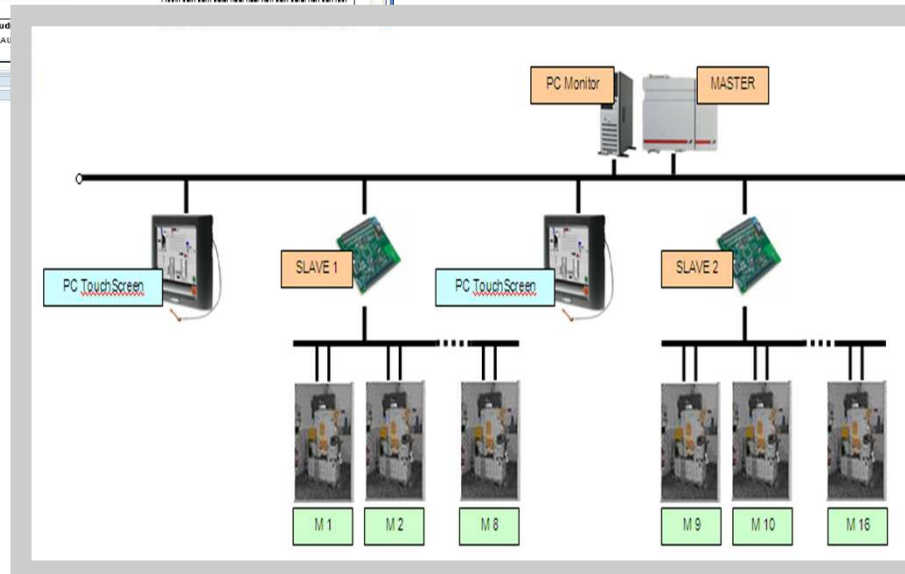 PC Monitor
MASTER
PC TouchScreen
SLAVE 1
PC TouchScreen
SLAVE 2
M 1
M 2
M 8
M 9
M 10
M 16